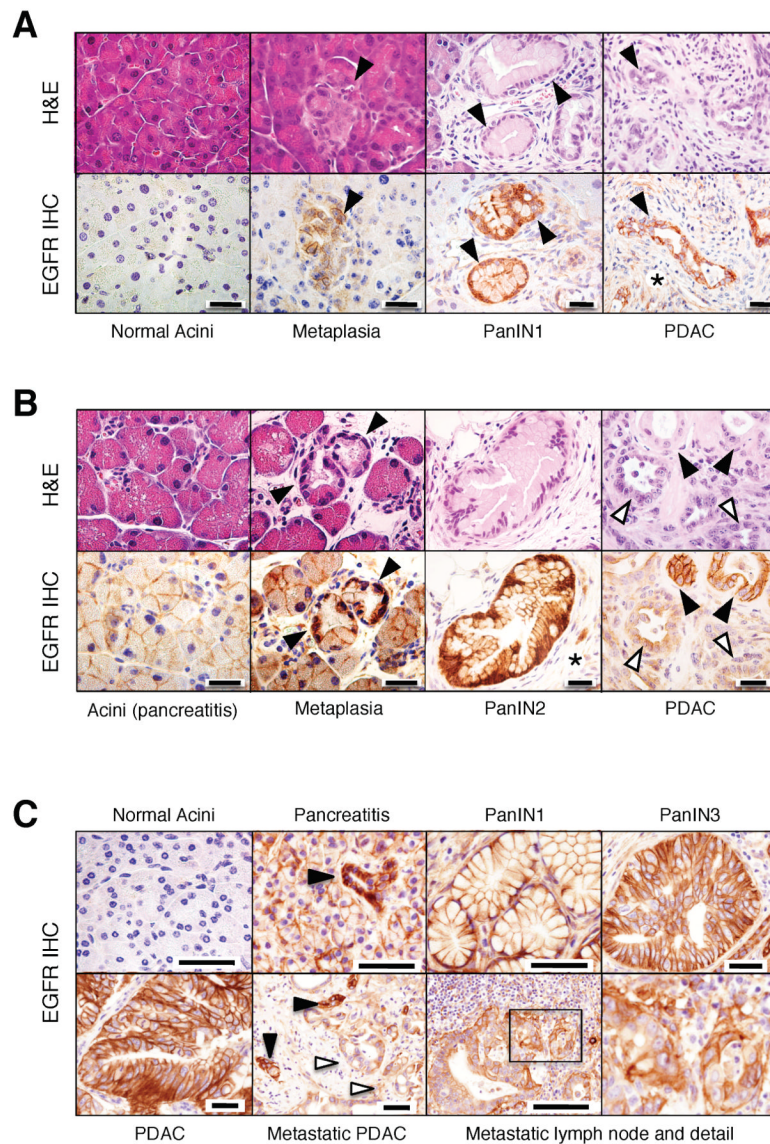 A
H&E
EGFR IHC
Normal Acini Metaplasia PanIN1 PDAC
*
B
H&E
EGFR IHC
Acini (pancreatitis) Metaplasia PanIN2 PDAC
*
C
Normal Acini Pancreatitis PanIN1 PanIN3
EGFR IHC
PDAC Metastatic PDAC Metastatic lymph node and detail